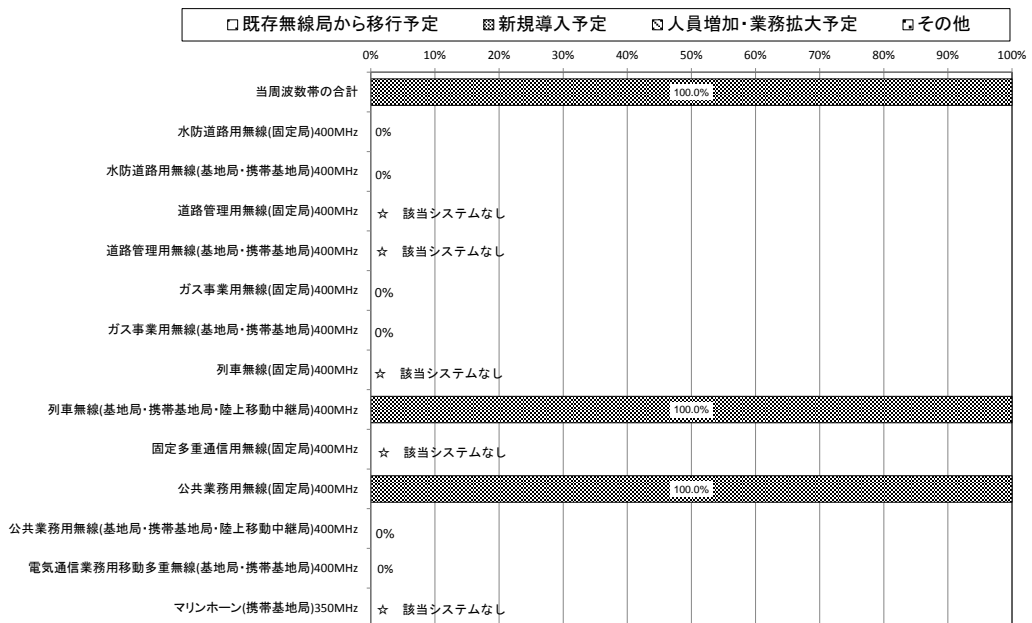 既存無線局から移行予定 新規導入予定 人員増加・業務拡大予定 その他
0% 10% 20% 30% 40% 50% 60% 70% 80% 90% 100%
当周波数帯の合計 100.0%
水防道路用無線(固定局)400MHz 0%
水防道路用無線(基地局・携帯基地局)400MHz 0%
道路管理用無線(固定局)400MHz ☆ 該当システムなし
道路管理用無線(基地局・携帯基地局)400MHz ☆ 該当システムなし
ガス事業用無線(固定局)400MHz 0%
ガス事業用無線(基地局・携帯基地局)400MHz 0%
列車無線(固定局)400MHz ☆ 該当システムなし
列車無線(基地局・携帯基地局・陸上移動中継局)400MHz 100.0%
固定多重通信用無線(固定局)400MHz ☆ 該当システムなし
公共業務用無線(固定局)400MHz 100.0%
公共業務用無線(基地局・携帯基地局・陸上移動中継局)400MHz 0%
電気通信業務用移動多重無線(基地局・携帯基地局)400MHz 0%
マリンホーン(携帯基地局)350MHz ☆ 該当システムなし